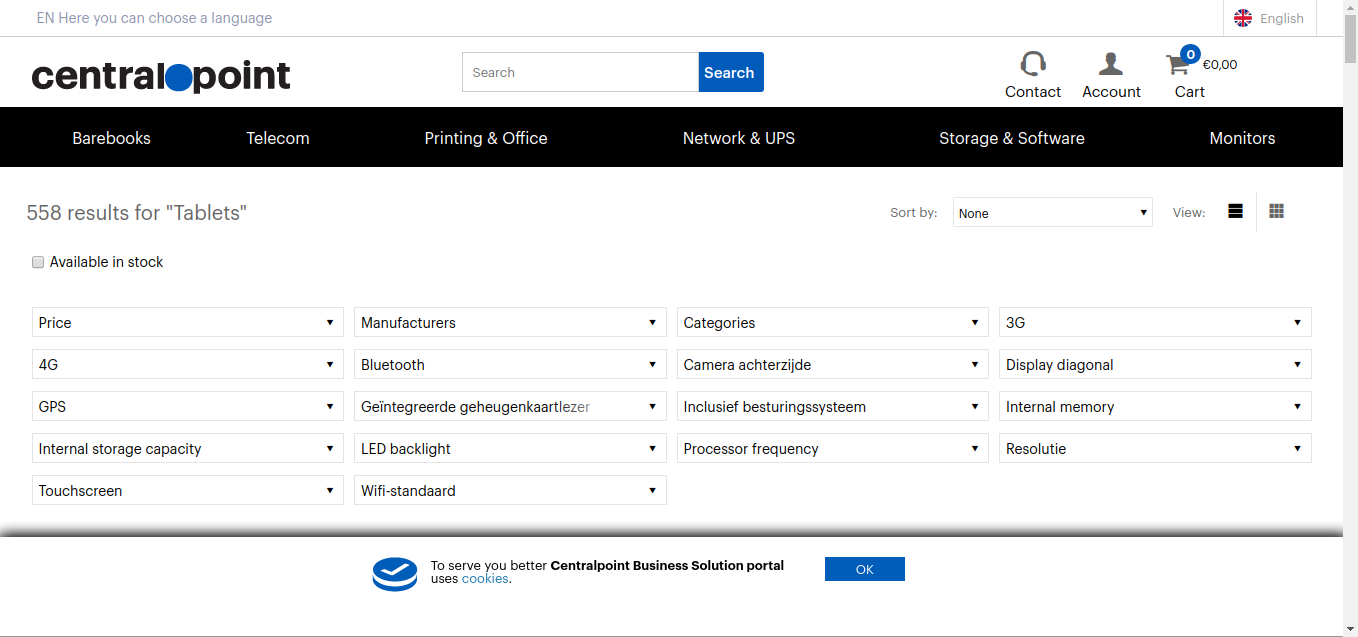 EN Here you can choose a language
English
central point
Search
Search
0
€0,00
Contact
Account
Cart
Barebooks
Telecom
Printing & Office
Network & UPS
Storage & Software
Monitors
558 results for "Tablets"
Sort by:
None
View:
Available in stock
Price
Manufacturers
Categories
3G
4G
Bluetooth
Camera achterzijde
Display diagonal
GPS
Geïntegreerde geheugenkaartlezer
Inclusief besturingssysteem
Internal memory
Internal storage capacity
LED backlight
Processor frequency
Resolutie
Touchscreen
Wifi-standaard
To serve you better Centralpoint Business Solution portal
uses cookies.
OK